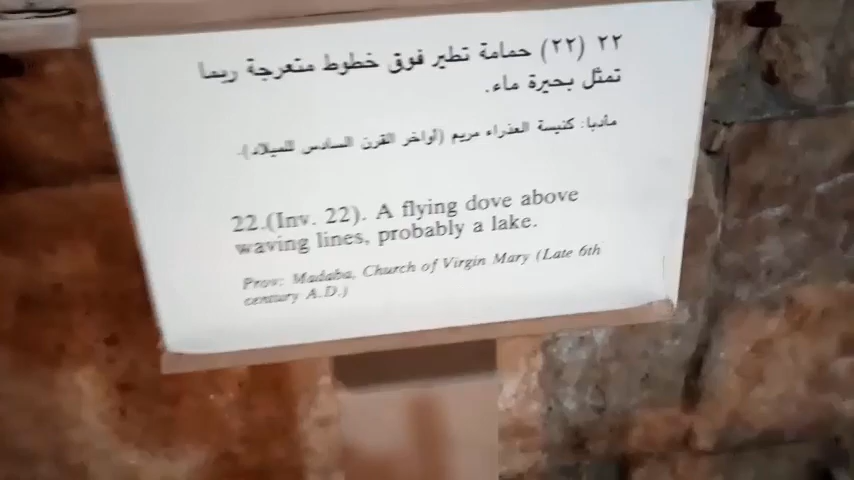 ٢٢ (٢٢) حمامة تطير فوق خطوط متعرجة ربما
تمثل بحيرة ماء.
مادبا: كنيسة العذراء مريم (أواخر القرن السادس للميلاد).
22.(Inv. 22). A flying dove above
waving lines, probably a lake.
Prov: Madaba, Church of Virgin Mary (Late 6th
century A.D.)